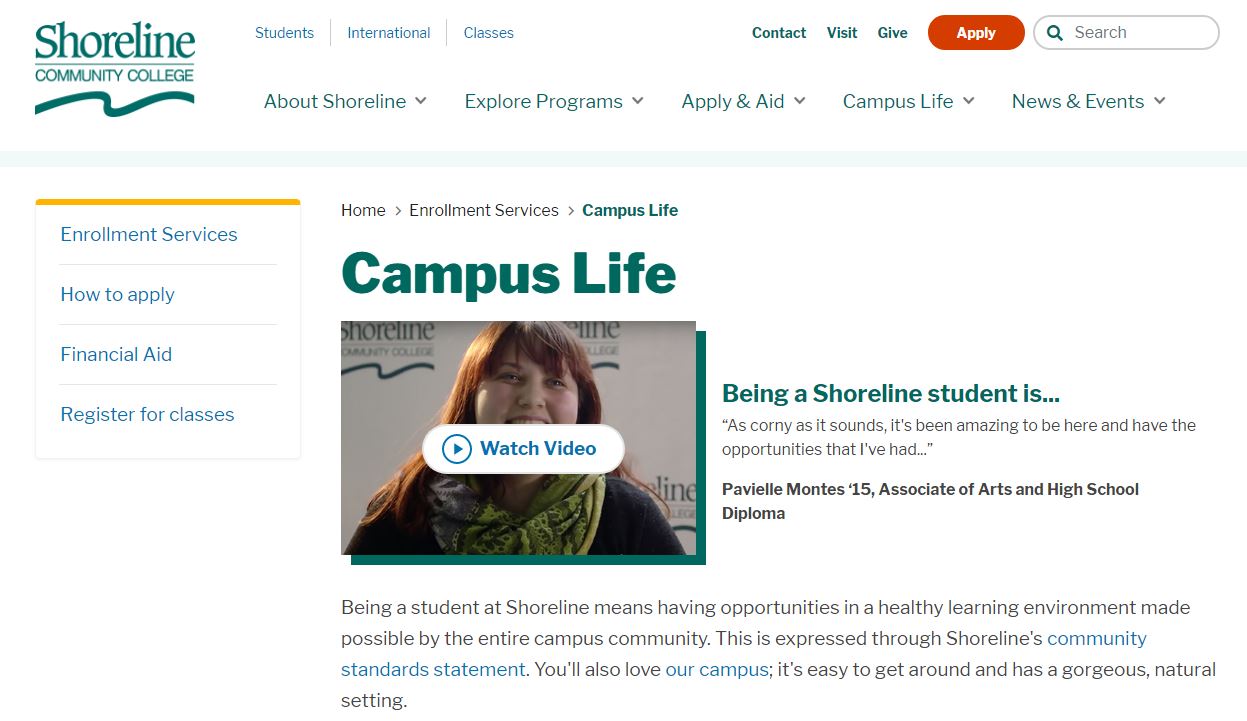 Shoreline
COMMUNITY COLLEGE
Students
International
Classes
Contact
Visit
Give
Apply
Search
About Shoreline
Explore Programs
Apply & Aid
Campus Life
News & Events
Enrollment Services
How to apply
Financial Aid
Register for classes
Home > Enrollment Services > Campus Life
Campus Life
Shoreline
COMMUNITY COLLEGE
eline
LLEGE
Watch Video
line
Being a Shoreline student is...
“As corny as it sounds, it's been amazing to be here and have the
opportunities that I've had...”
Pavielle Montes ‘15, Associate of Arts and High School
Diploma
Being a student at Shoreline means having opportunities in a healthy learning environment made
possible by the entire campus community. This is expressed through Shoreline's community
standards statement. You'll also love our campus; it's easy to get around and has a gorgeous, natural
setting.